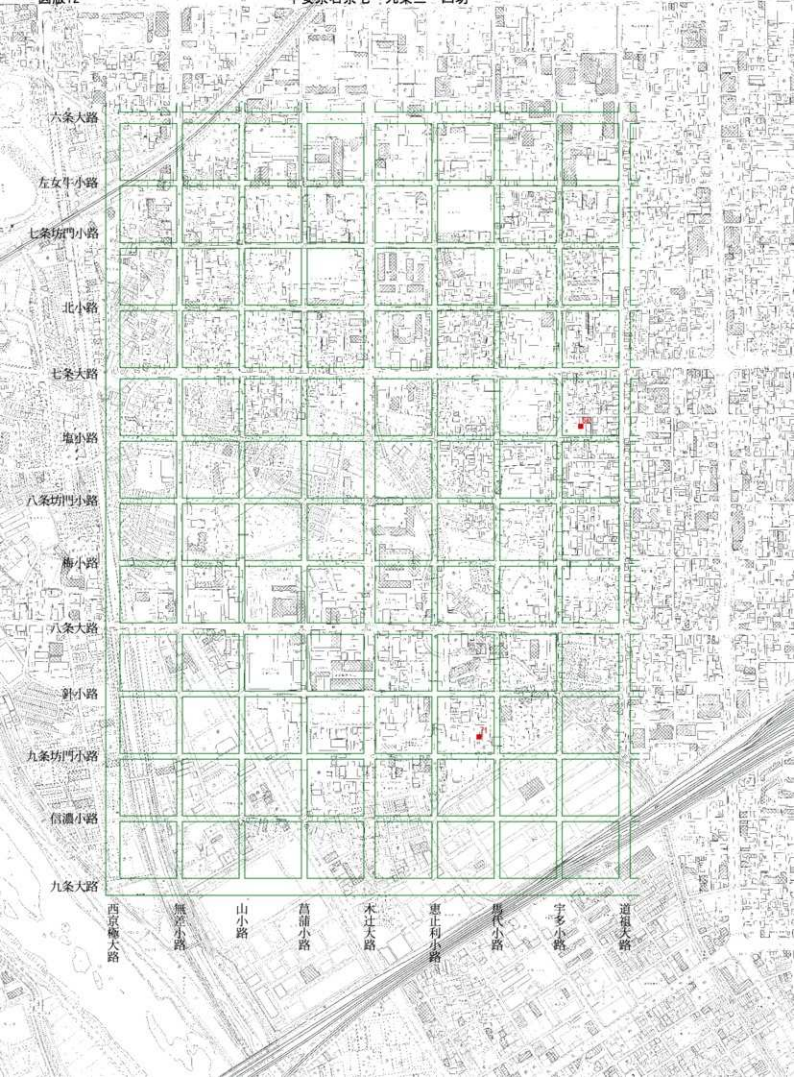 図版12
平安京右京七～九条三・四坊
六条大路
左女牛小路
七条坊門小路
北小路
七条大路
塩小路
八条坊門小路
梅小路
八条大路
針小路
九条坊門小路
信濃小路
九条大路
西京極大路
無差小路
山小路
菖蒲小路
木辻大路
恵止利小路
馬代小路
宇多小路
道祖大路